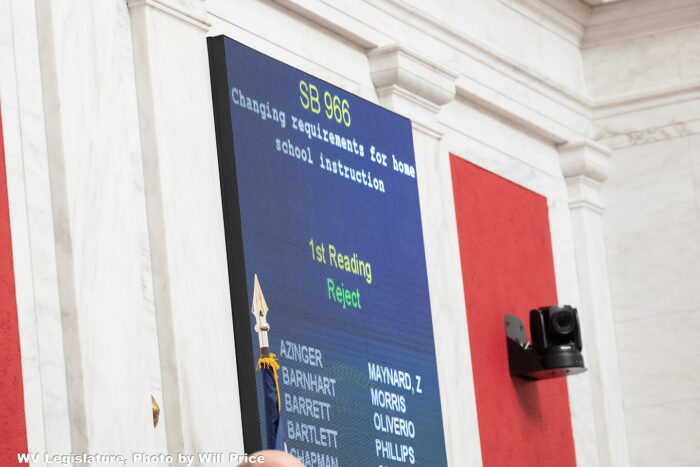 SB 966
Changing requirements for home
school instruction
1st Reading
Reject
AZINGER
BARNHART
BARRETT
BARTLETT
CHAPMAN
MAYNARD, Z
MORRIS
OLIVERIO
PHILLIPS
WV Legislature, Photo by Will Price